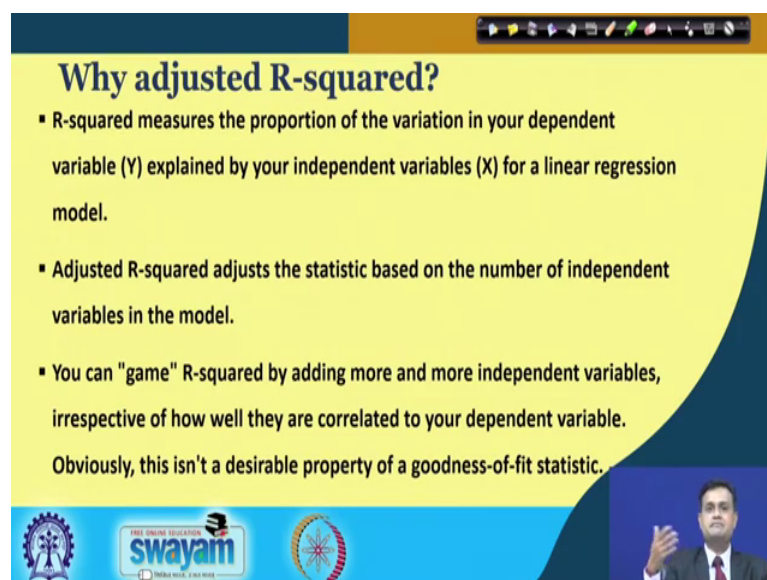 Why adjusted R-squared?
▪ R-squared measures the proportion of the variation in your dependent
variable (Y) explained by your independent variables (X) for a linear regression
model.
▪ Adjusted R-squared adjusts the statistic based on the number of independent
variables in the model.
▪ You can "game" R-squared by adding more and more independent variables,
irrespective of how well they are correlated to your dependent variable.
Obviously, this isn't a desirable property of a goodness-of-fit statistic.
FREE ONLINE EDUCATION
swayam